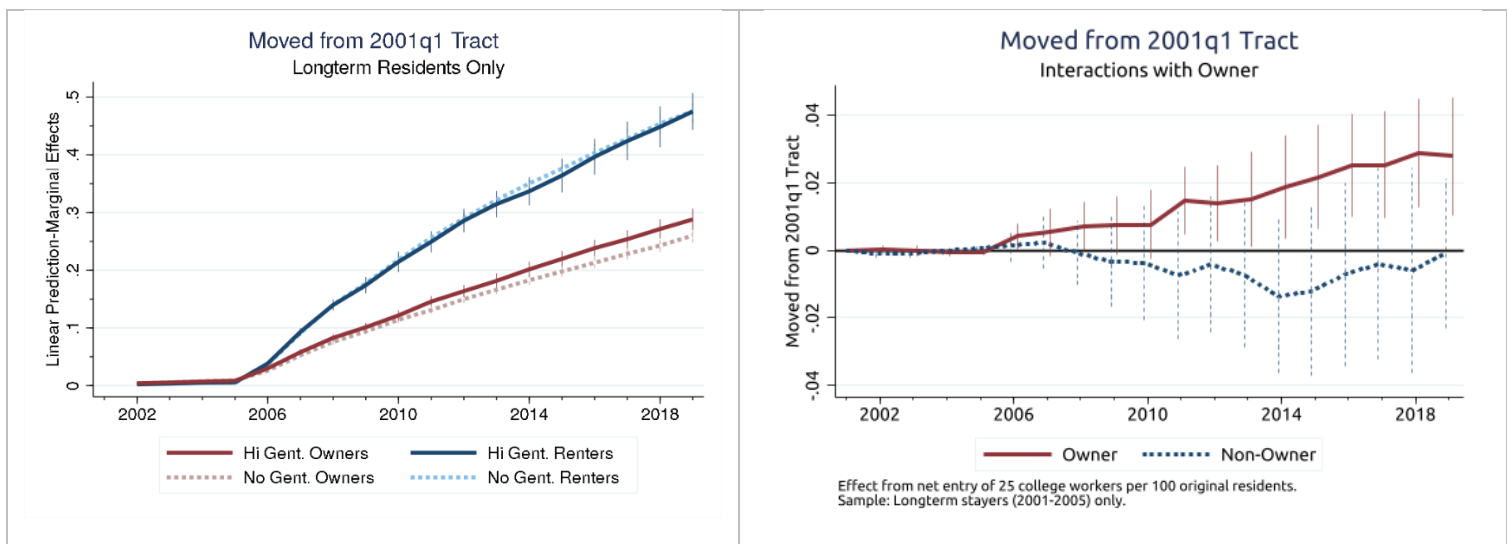 Moved from 2001q1 Tract
Longterm Residents Only
Linear Prediction-Marginal Effects
.5
.4
.3
.2
.1
0
2002 2006 2010 2014 2018
Hi Gent. Owners Hi Gent. Renters
No Gent. Owners No Gent. Renters
Moved from 2001q1 Tract
Interactions with Owner
Moved from 2001q1 Tract
.04
.02
0
-.02
-.04
2002 2006 2010 2014 2018
Owner Non-Owner
Effect from net entry of 25 college workers per 100 original residents.
Sample: Longterm stayers (2001-2005) only.